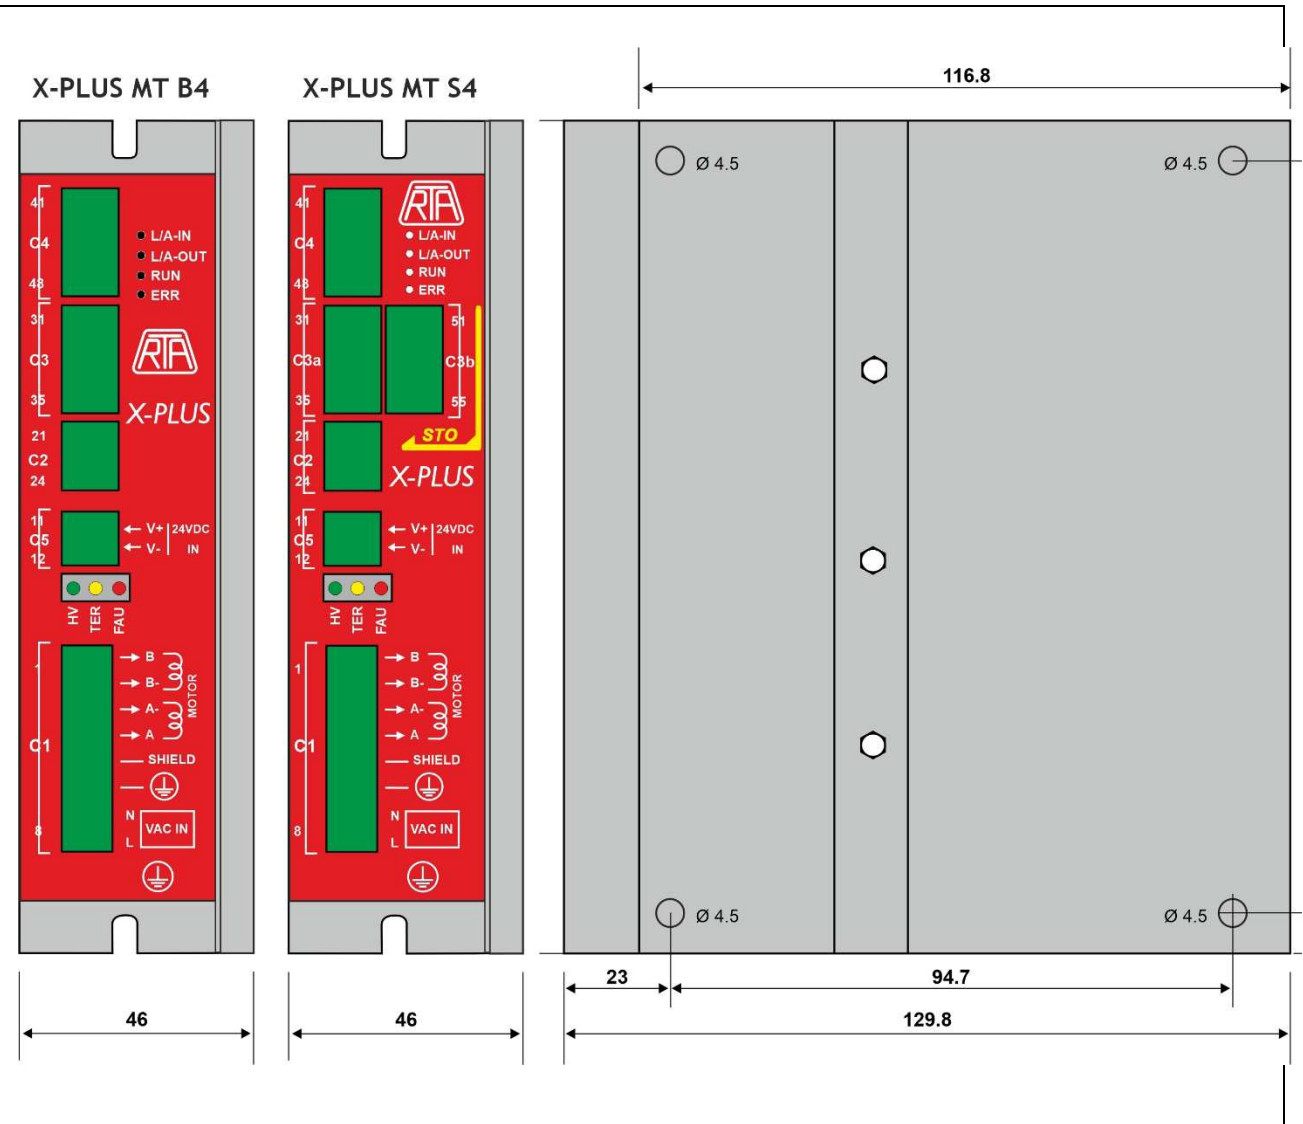 X-PLUS MT B4
41
C4
48
L/A-IN
L/A-OUT
RUN
ERR
31
C3
35
RTA
X-PLUS
21
C2
24
11
C5
12
V+
V-
24VDC
IN
HV
TER
FAU
1
C1
8
B
B-
A-
A
MOTOR
SHIELD
N
L
VAC IN
46
X-PLUS MT S4
41
C4
48
RTA
L/A-IN
L/A-OUT
RUN
ERR
31
C3a
35
51
C3b
55
STO
21
C2
24
X-PLUS
11
C5
12
V+
V-
24VDC
IN
HV
TER
FAU
1
C1
8
B
B-
A-
A
MOTOR
SHIELD
N
L
VAC IN
46
116.8
Ø 4.5
Ø 4.5
Ø 4.5
Ø 4.5
23
94.7
129.8